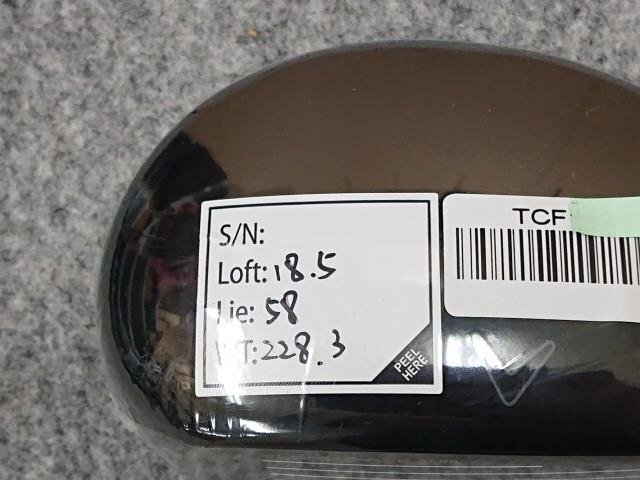 S/N:
Loft: 18.5
Lie: 58
WT: 228.3
PEEL
HERE
TCF